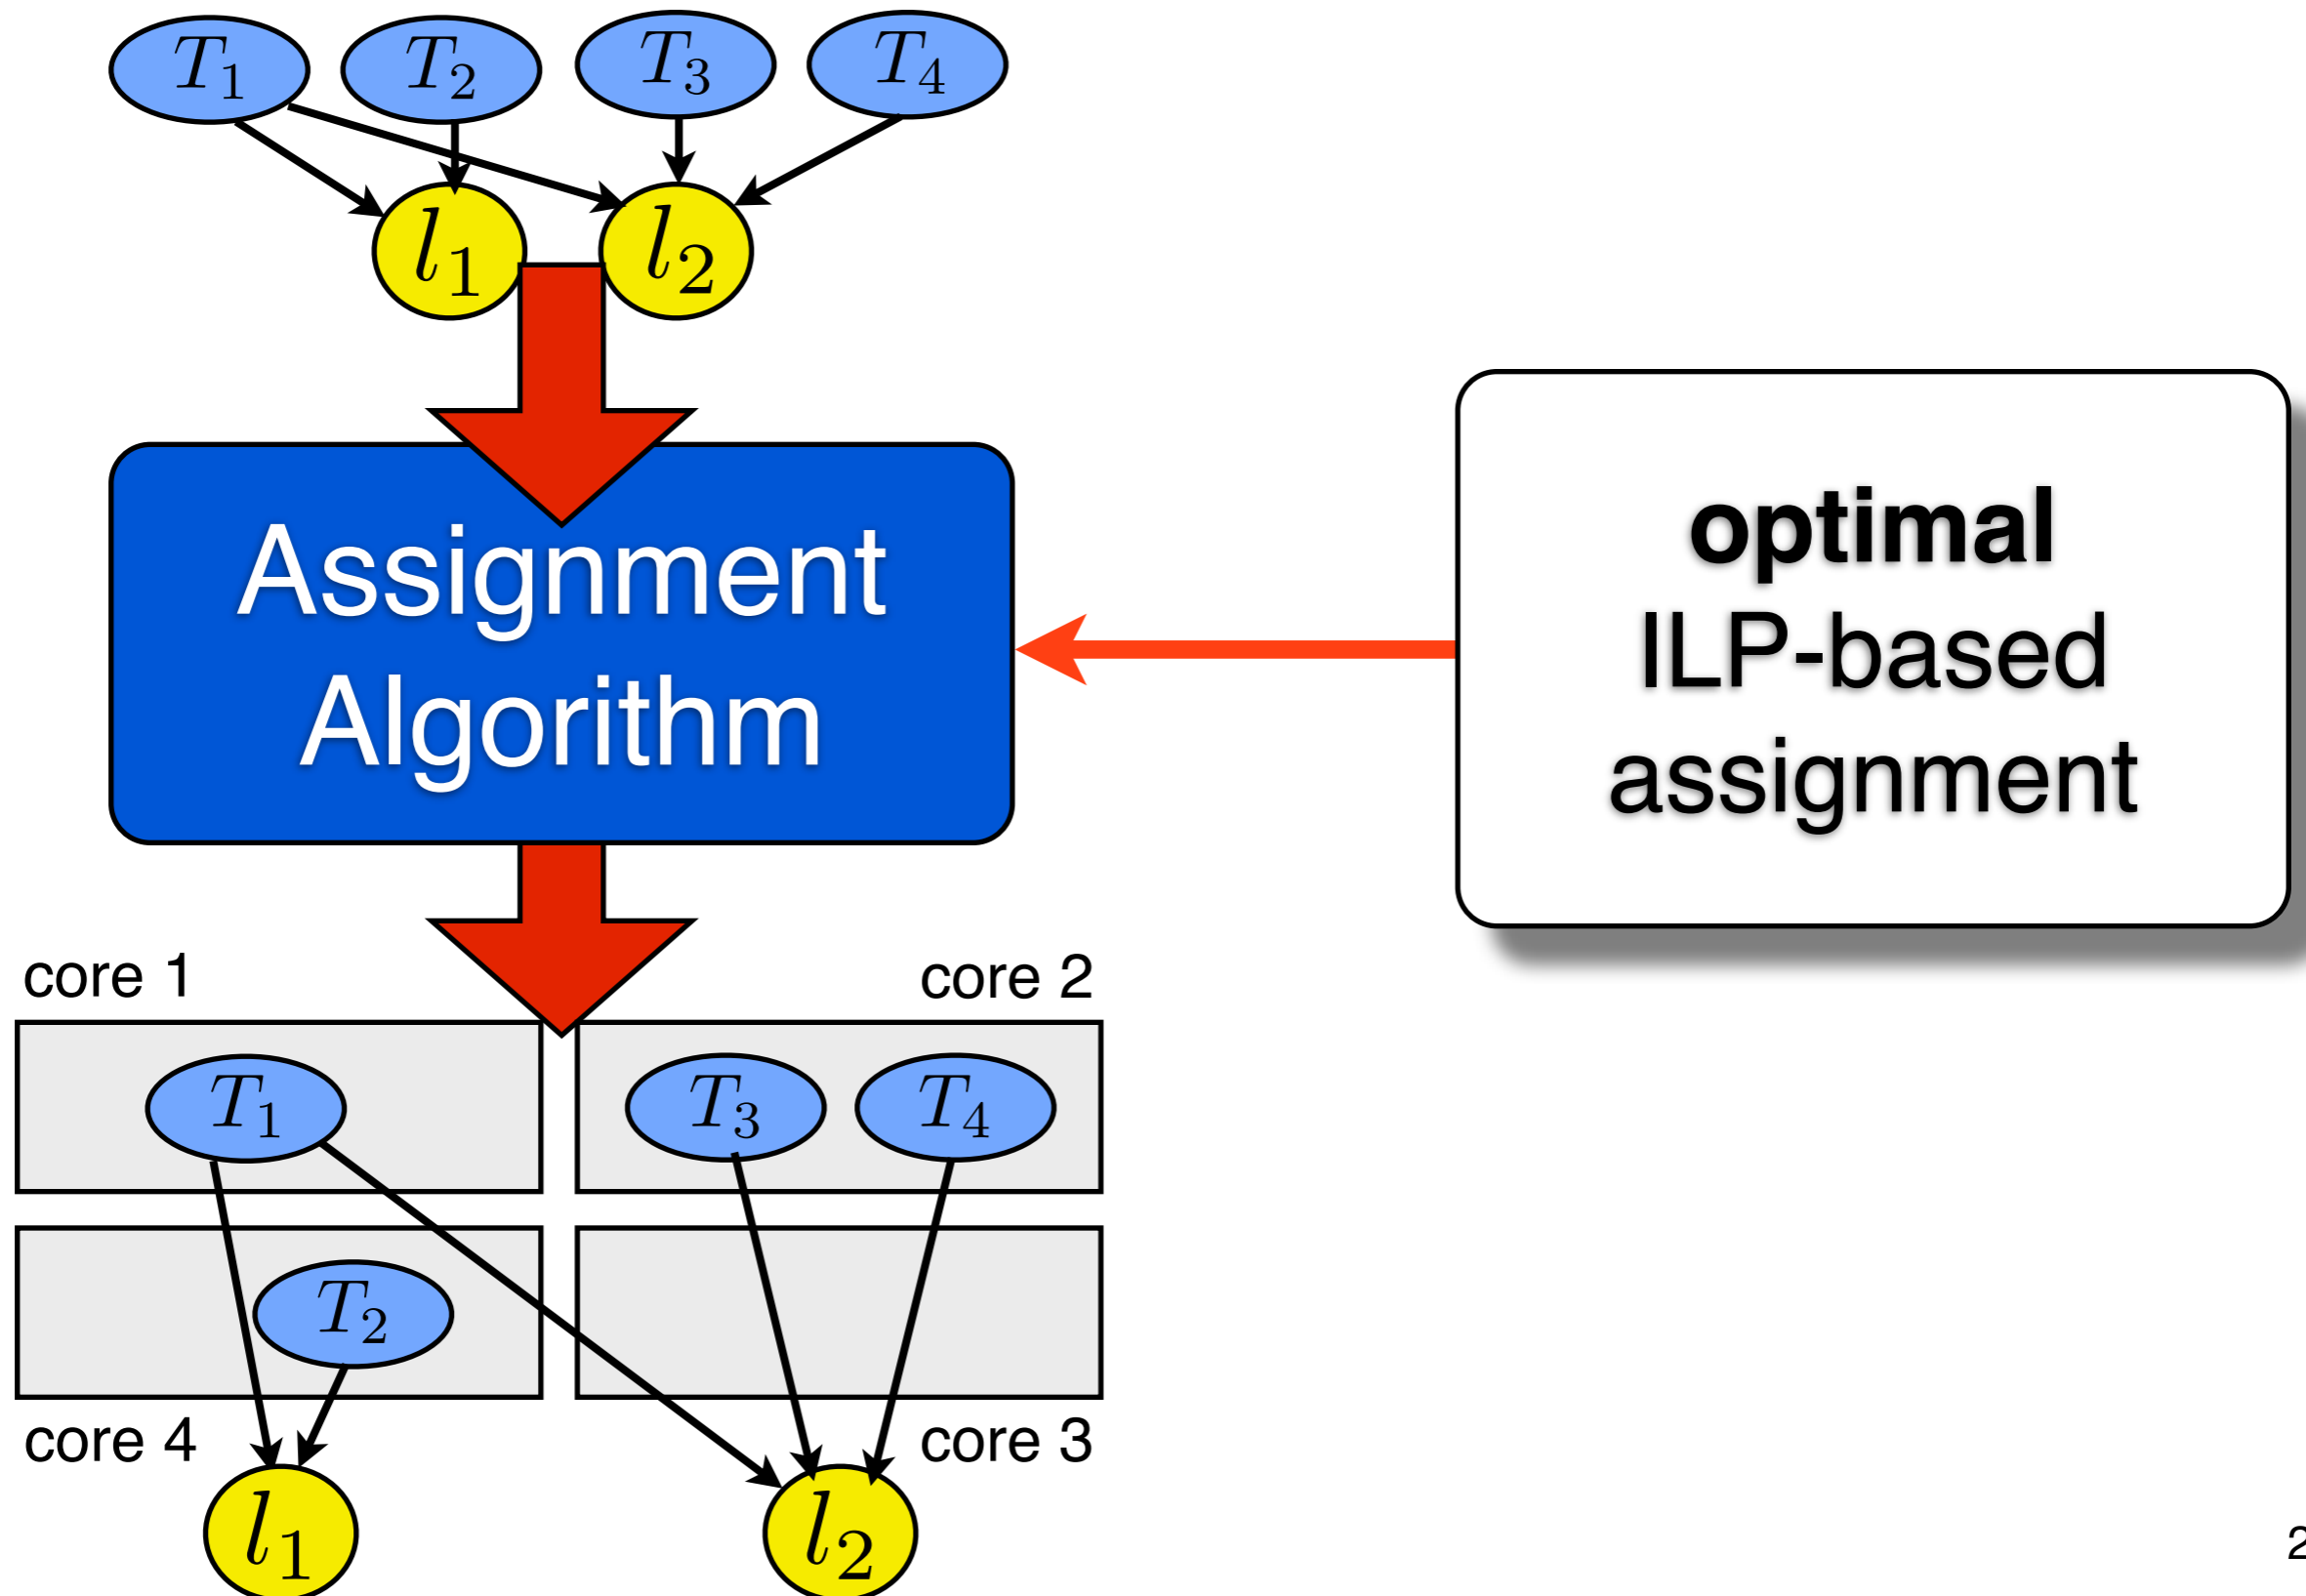 T₁ T₂ T₃ T₄
l₁ l₂
Assignment
Algorithm
optimal
ILP-based
assignment
core 1 core 2
T₁ T₃ T₄
T₂
core 4 core 3
l₁ l₂